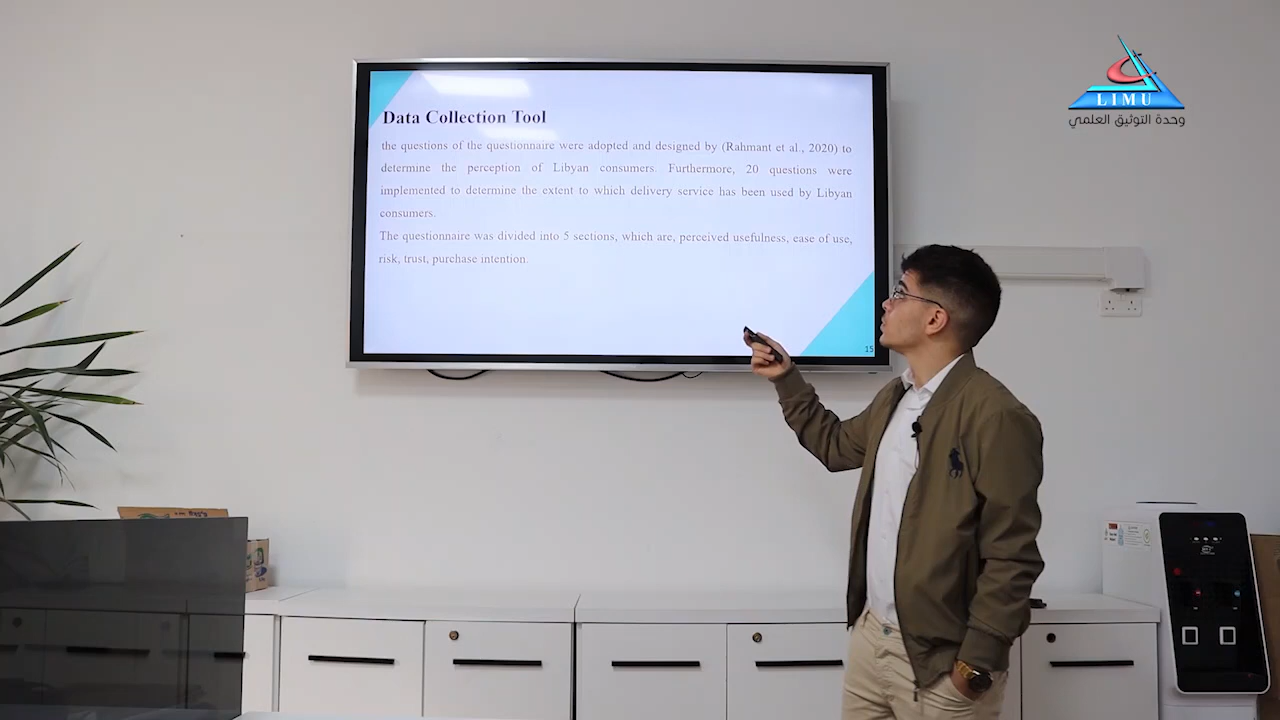 LIMU
وحدة التوثيق العلمي
Data Collection Tool
the questions of the questionnaire were adopted and designed by (Rahmant et al., 2020) to
determine the perception of Libyan consumers. Furthermore, 20 questions were
implemented to determine the extent to which delivery service has been used by Libyan
consumers.
The questionnaire was divided into 5 sections, which are, perceived usefulness, ease of use,
risk, trust, purchase intention.
15